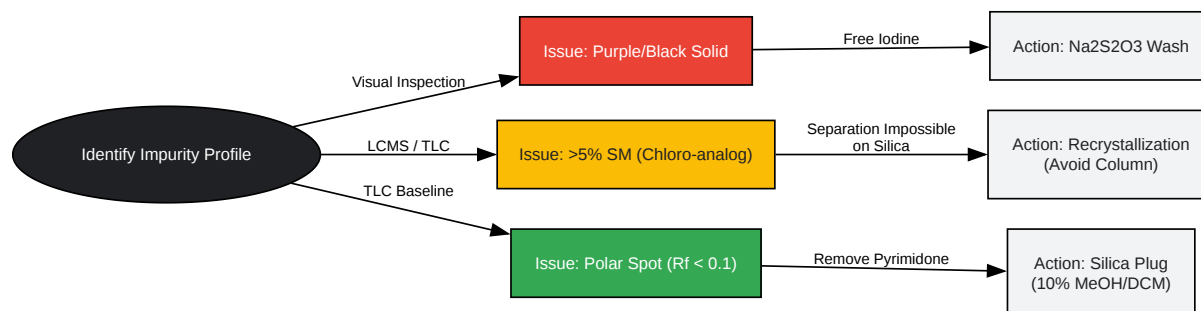 Identify Impurity Profile
Visual Inspection
LCMS / TLC
TLC Baseline
Issue: Purple/Black Solid
Issue: >5% SM (Chloro-analog)
Issue: Polar Spot (Rf < 0.1)
Free Iodine
Separation Impossible
on Silica
Remove Pyrimidone
Action: Na2S2O3 Wash
Action: Recrystallization
(Avoid Column)
Action: Silica Plug
(10% MeOH/DCM)